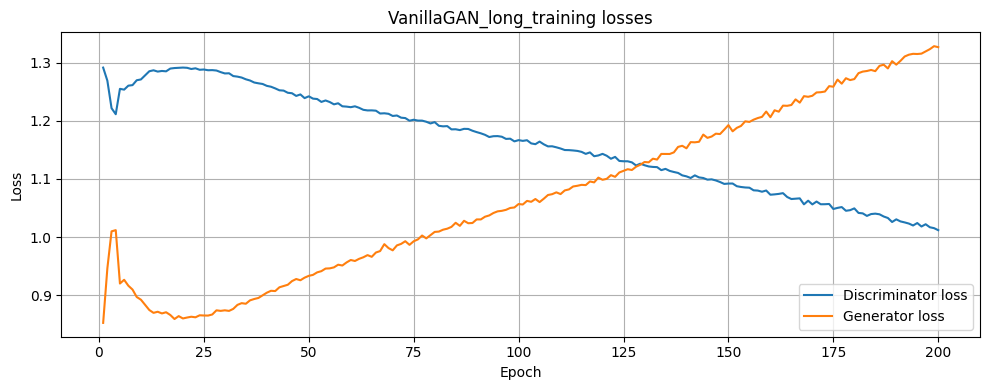 VanillaGAN_long_training losses
1.3
1.2
1.1
1.0
0.9
Loss
Discriminator loss
Generator loss
0
25
50
75
100
125
150
175
200
Epoch